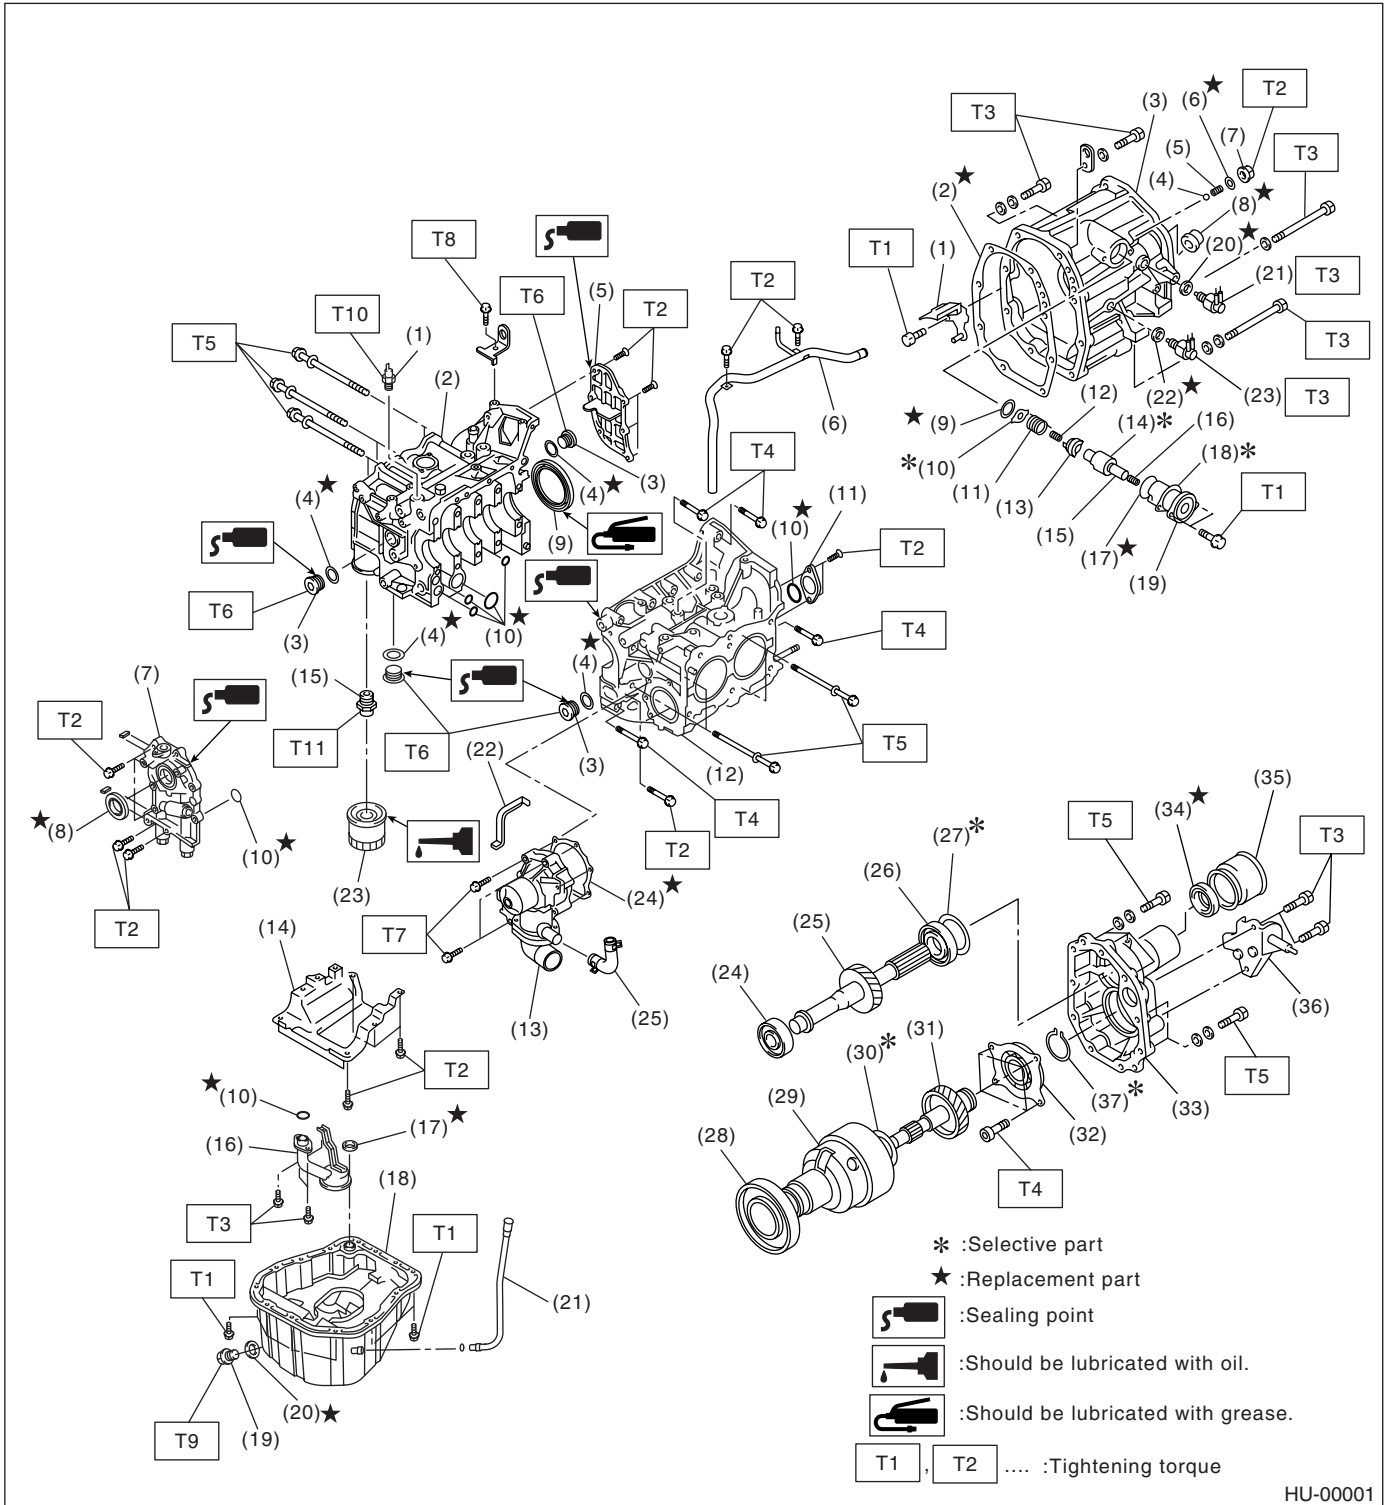 T3
(6)★
T2
(3)
(7)
T3
(5)
(2)★
(4)
(8)★
T8
T1
(1)
(20)★
(21)
T3
T6
(5)
T2
T2
T10
T3
T5
(1)
(2)
(6)
(22)★
(23)
T3
★(9)
(12)
(14)*
(16)
*(10)
(18)*
T4
(11)
(13)
T1
(4)★
(3)
(4)★
(15)
(17)★
(9)
(10)★
(11)
T2
(19)
T6
(3)
(4)★
(10)★
(4)★
T4
(7)
(15)
T2
T11
T6
(22)
(3)
(12)
T5
★(8)
(10)★
T4
T2
(27)*
T5
(34)★
(35)
T3
(23)
(24)★
(26)
T2
(14)
T7
(25)
(24)
(13)
(25)
(36)
(30)*
(31)
T2
T5
★(10)
(29)
(37)*
(33)
(16)
(17)★
(32)
(28)
(18)
T4
T3
T1
T1
(21)
(20)★
T9
(19)
* :Selective part
★ :Replacement part
:Sealing point
:Should be lubricated with oil.
:Should be lubricated with grease.
T1 , T2 .... :Tightening torque
HU-00001